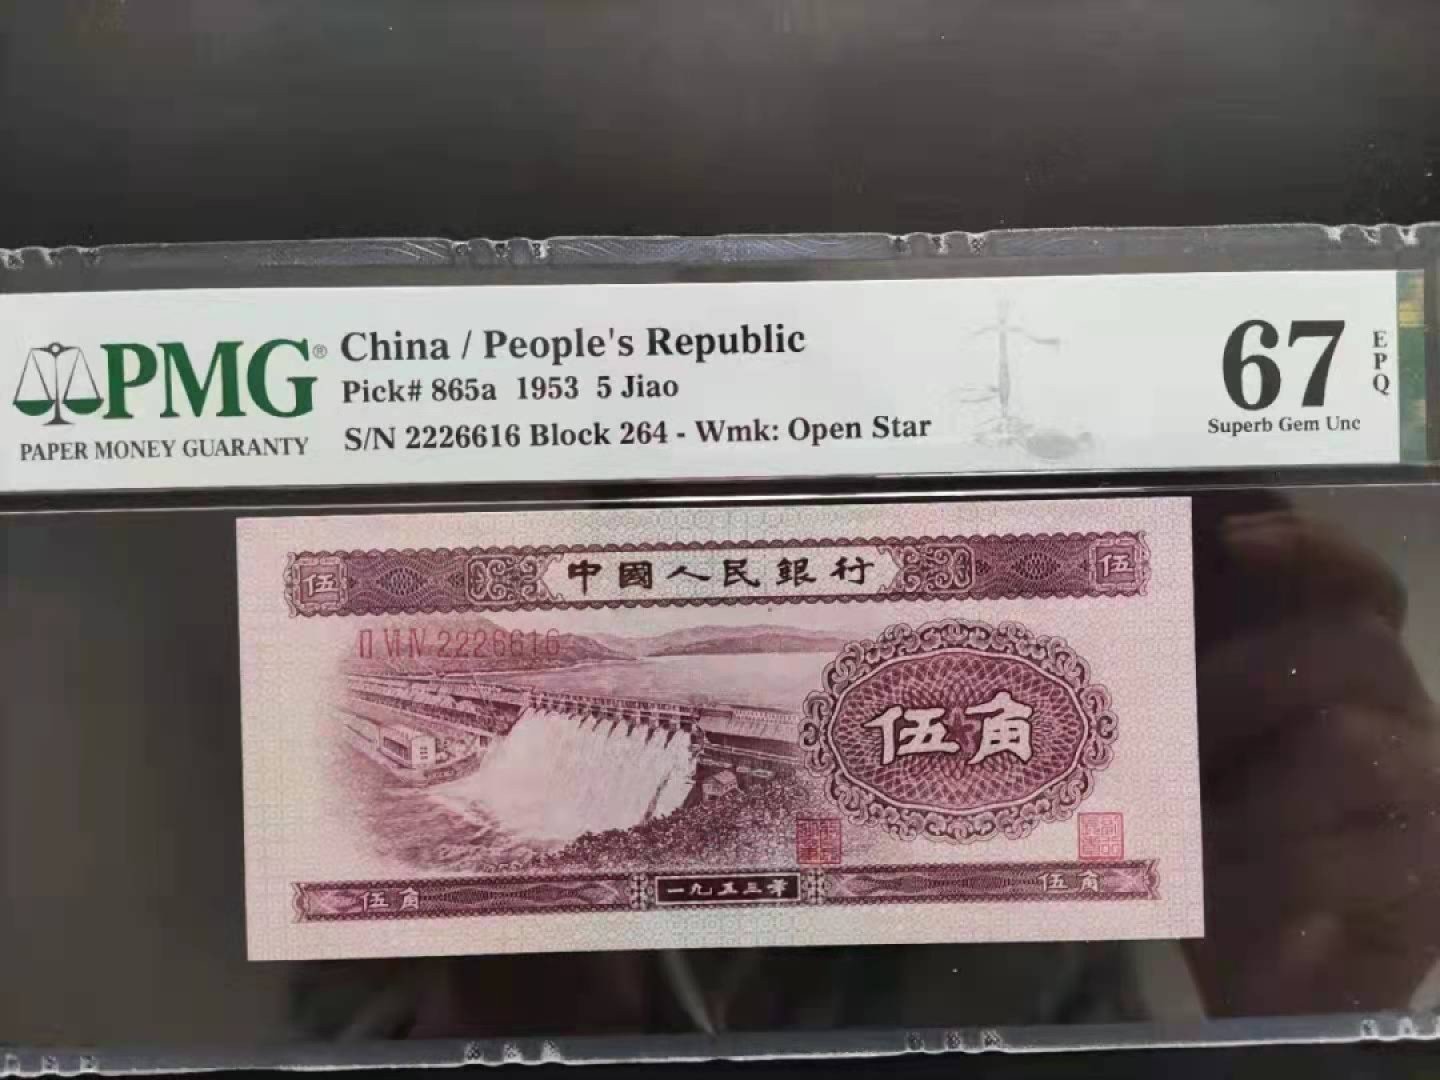 PMG®
PAPER MONEY GUARANTY
China / People's Republic
Pick# 865a 1953 5 Jiao
S/N 2226616 Block 264 - Wmk: Open Star
67
EPQ
Superb Gem Unc
伍 中國人民銀行 伍
II VI IV 2226616
伍角
伍角 一九五三年 伍角